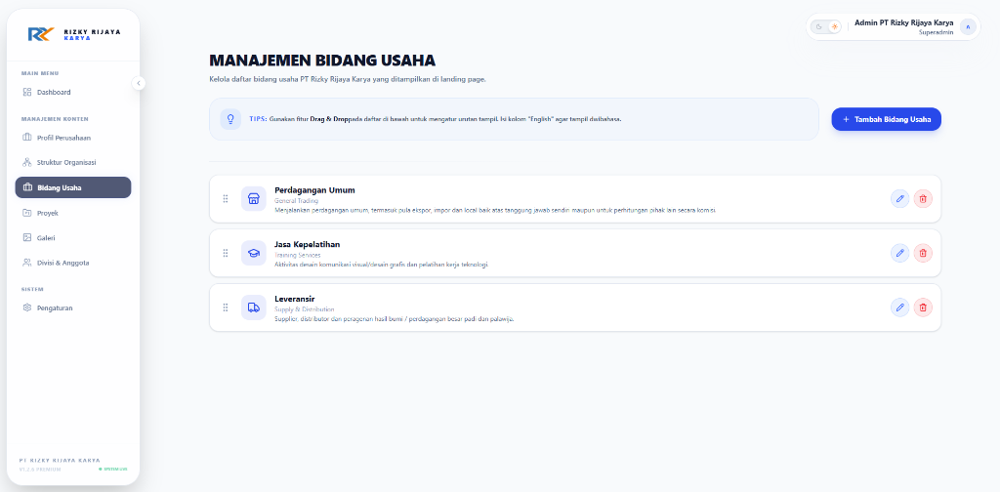 RIZKY RIJAYA
KARYA
MAIN MENU
Dashboard
MANAJEMEN KONTEN
Profil Perusahaan
Struktur Organisasi
Bidang Usaha
Proyek
Galeri
Divisi & Anggota
SISTEM
Pengaturan
PT RIZKY RIJAYA KARYA
V1.2.6 PREMIUM
Admin PT Rizky Rijaya Karya
Superadmin
A
MANAJEMEN BIDANG USAHA
Kelola daftar bidang usaha PT Rizky Rijaya Karya yang ditampilkan di landing page.
TIPS: Gunakan fitur Drag & Droppada daftar di bawah untuk mengatur urutan tampil. Isi kolom "English" agar tampil dwibahasa.
+ Tambah Bidang Usaha
Perdagangan Umum
General Trading
Menjalankan perdagangan umum, termasuk pula ekspor, impor dan local baik atas tanggung jawab sendiri maupun untuk perhitungan pihak lain secara komisi.
Jasa Kepelatihan
Training Services
Aktivitas desain komunikasi visual/desain grafis dan pelatihan kerja teknologi.
Leveransir
Supply & Distribution
Supplier, distributor dan peragenan hasil bumi / perdagangan besar padi dan palawija.